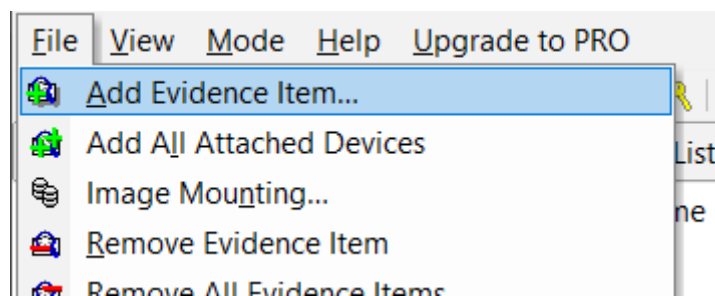 File View Mode Help Upgrade to PRO
Add Evidence Item...
Add All Attached Devices
List
Image Mounting...
Remove Evidence Item
Remove All Evidence Items